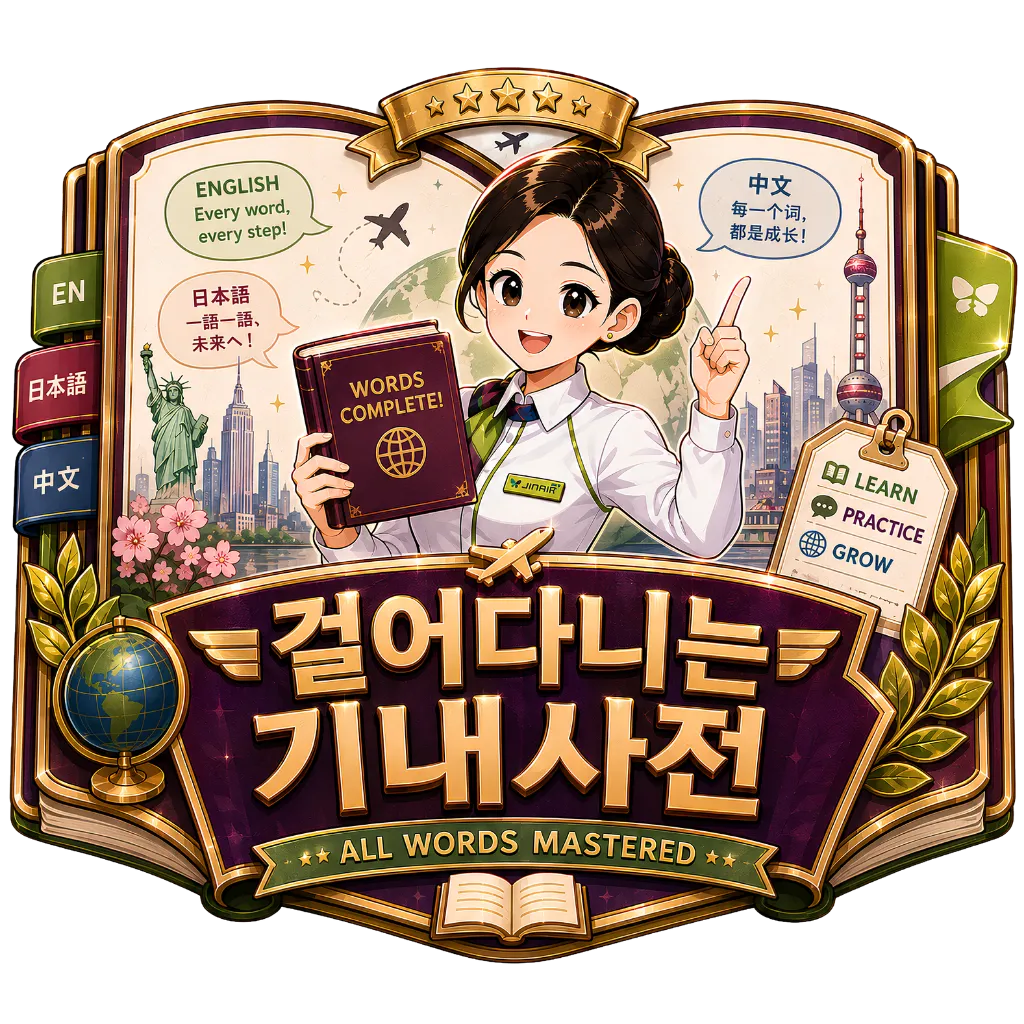 ENGLISH
Every word,
every step!
中文
每一个词,
都是成长!
日本語
一語一語、
未来へ!
EN
日本語
中文
WORDS
COMPLETE!
JINAIR
LEARN
PRACTICE
GROW
걸어다니는
기내 사전
ALL WORDS MASTERED